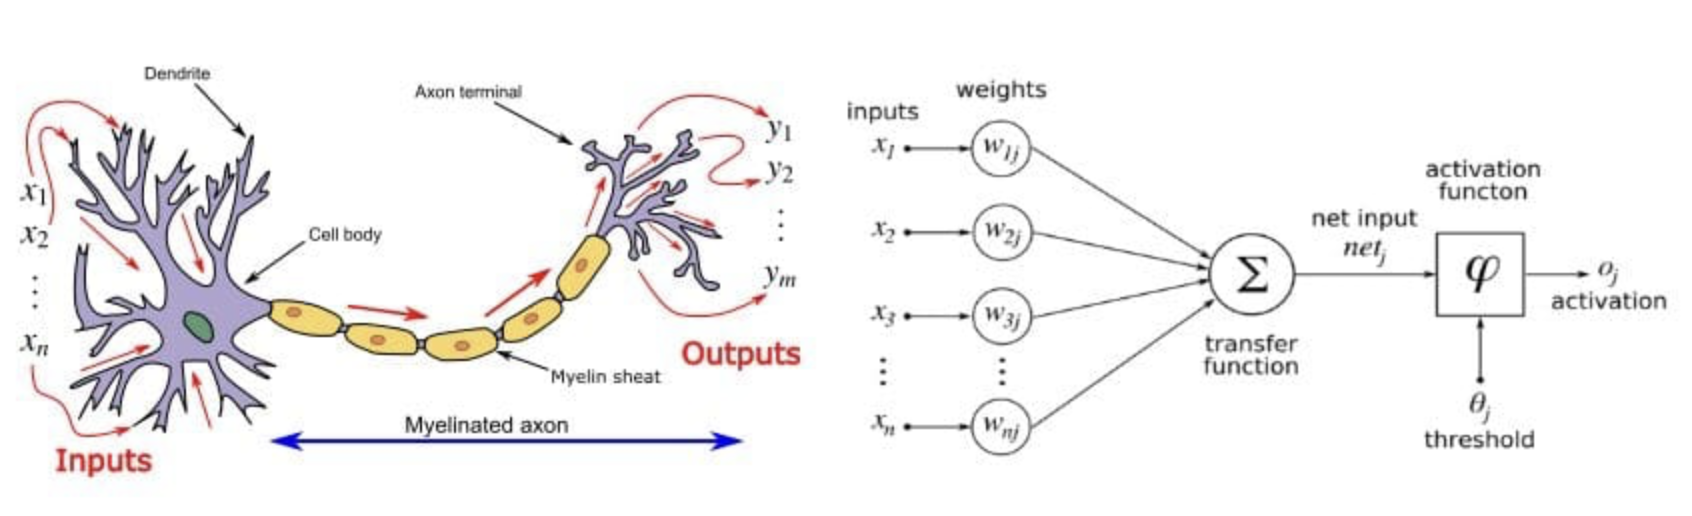 Dendrite
Axon terminal
x1
x2
⋮
xn
Cell body
y1
y2
⋮
ym
Outputs
Myelin sheat
Myelinated axon
Inputs
weights
inputs
x1
w1j
x2
w2j
x3
w3j
⋮ ⋮
xn
wnj
Σ
transfer
function
net input
netj
activation
functon
φ
oj
activation
θj
threshold